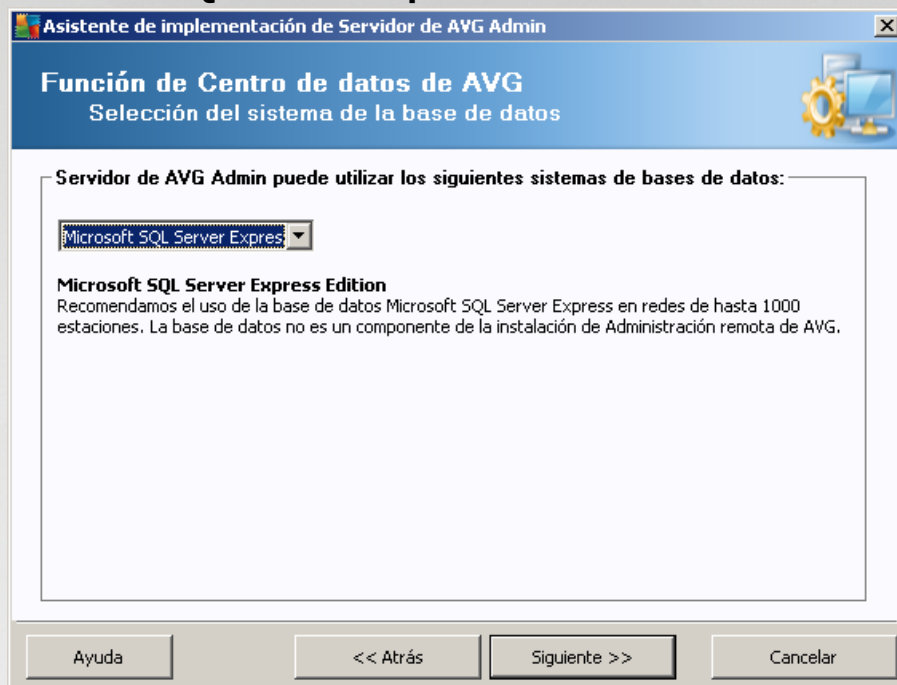 Asistente de implementación de Servidor de AVG Admin
Función de Centro de datos de AVG
Selección del sistema de la base de datos
Servidor de AVG Admin puede utilizar los siguientes sistemas de bases de datos:
Microsoft SQL Server Expres
Microsoft SQL Server Express Edition
Recomendamos el uso de la base de datos Microsoft SQL Server Express en redes de hasta 1000
estaciones. La base de datos no es un componente de la instalación de Administración remota de AVG.
Ayuda
<< Atrás
Siguiente >>
Cancelar